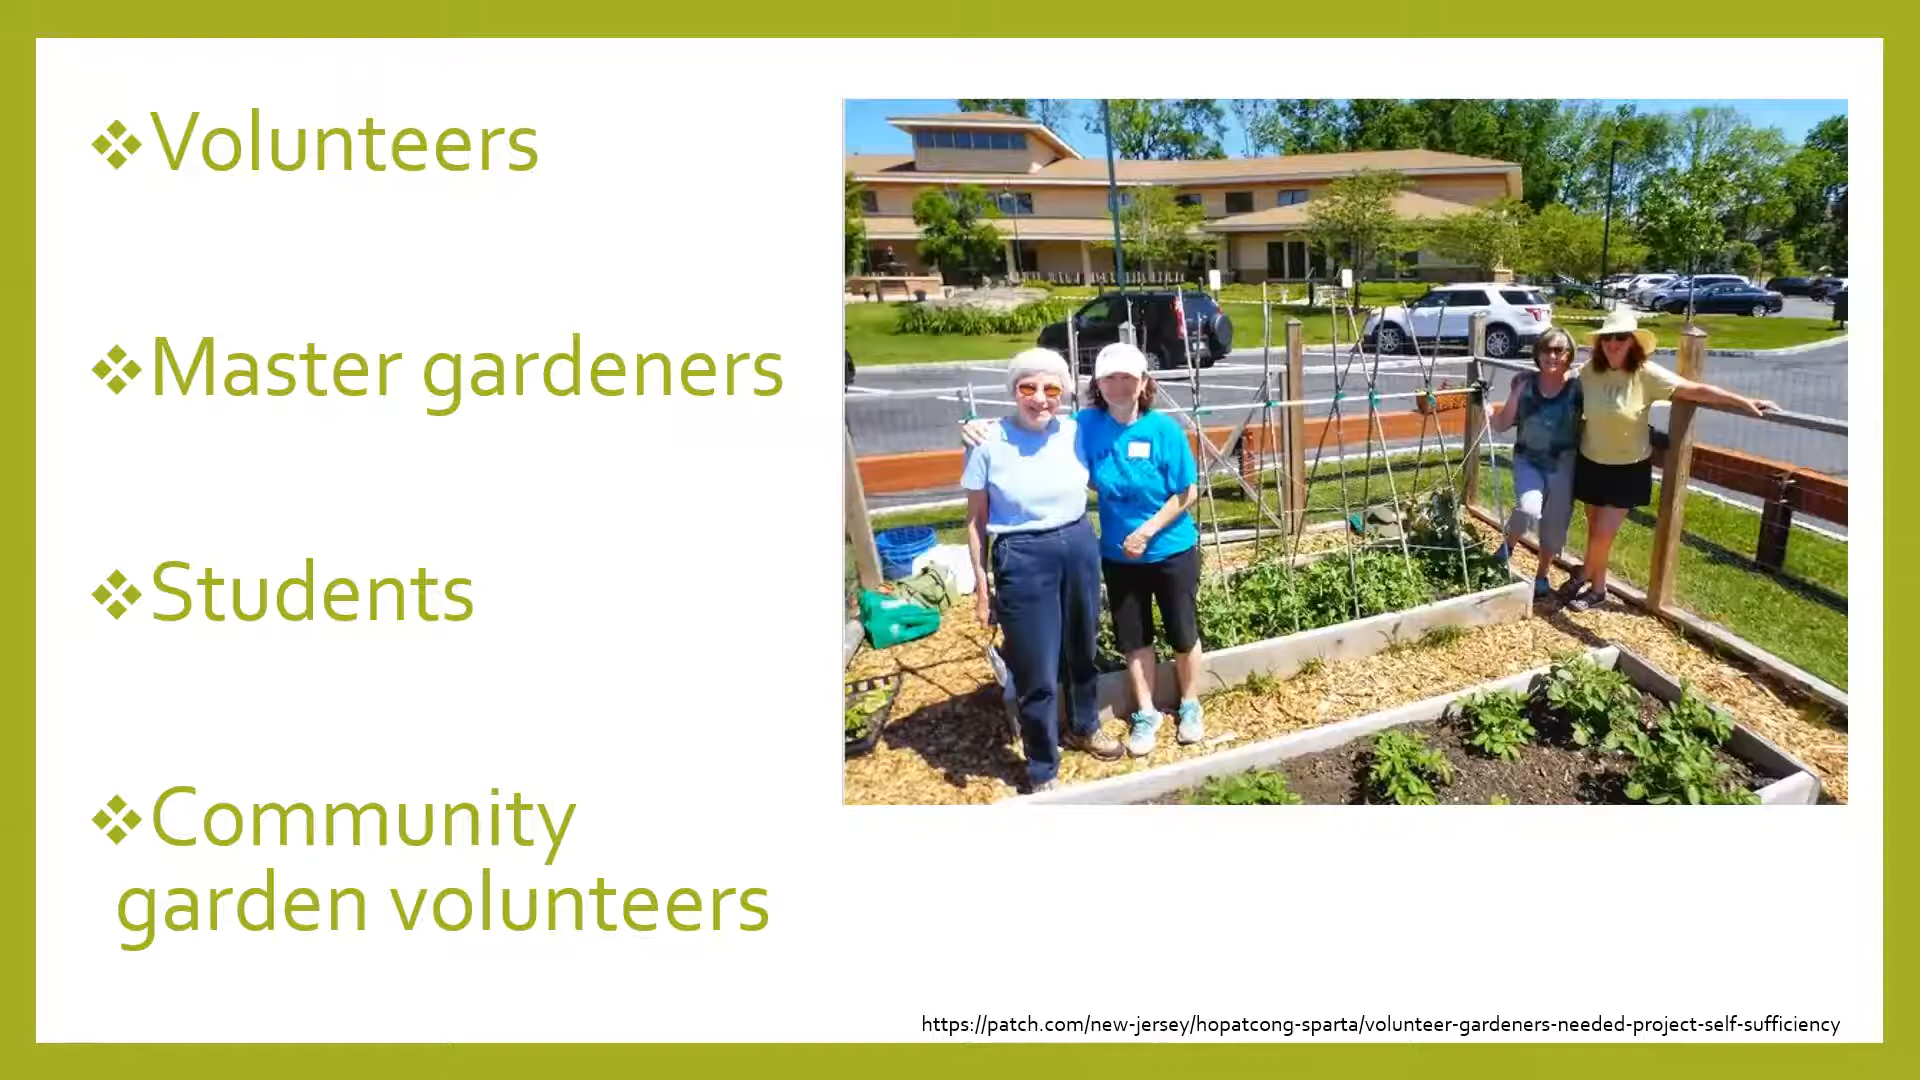 ❖Volunteers
❖Master gardeners
❖Students
❖Community
garden volunteers
https://patch.com/new-jersey/hopatcong-sparta/volunteer-gardeners-needed-project-self-sufficiency